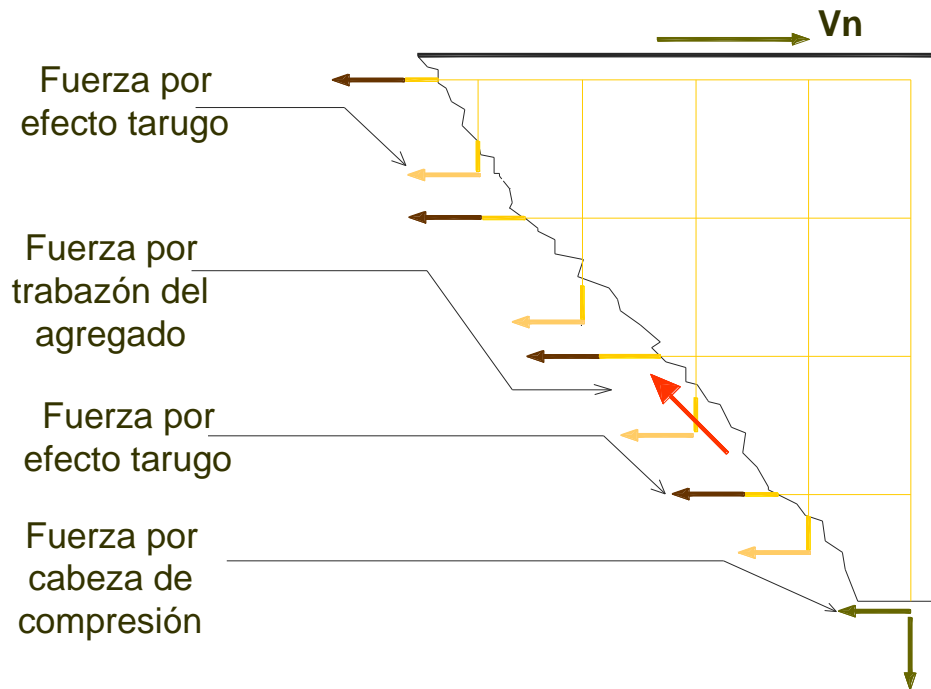 Vn
Fuerza por
efecto tarugo
Fuerza por
trabazón del
agregado
Fuerza por
efecto tarugo
Fuerza por
cabeza de
compresión